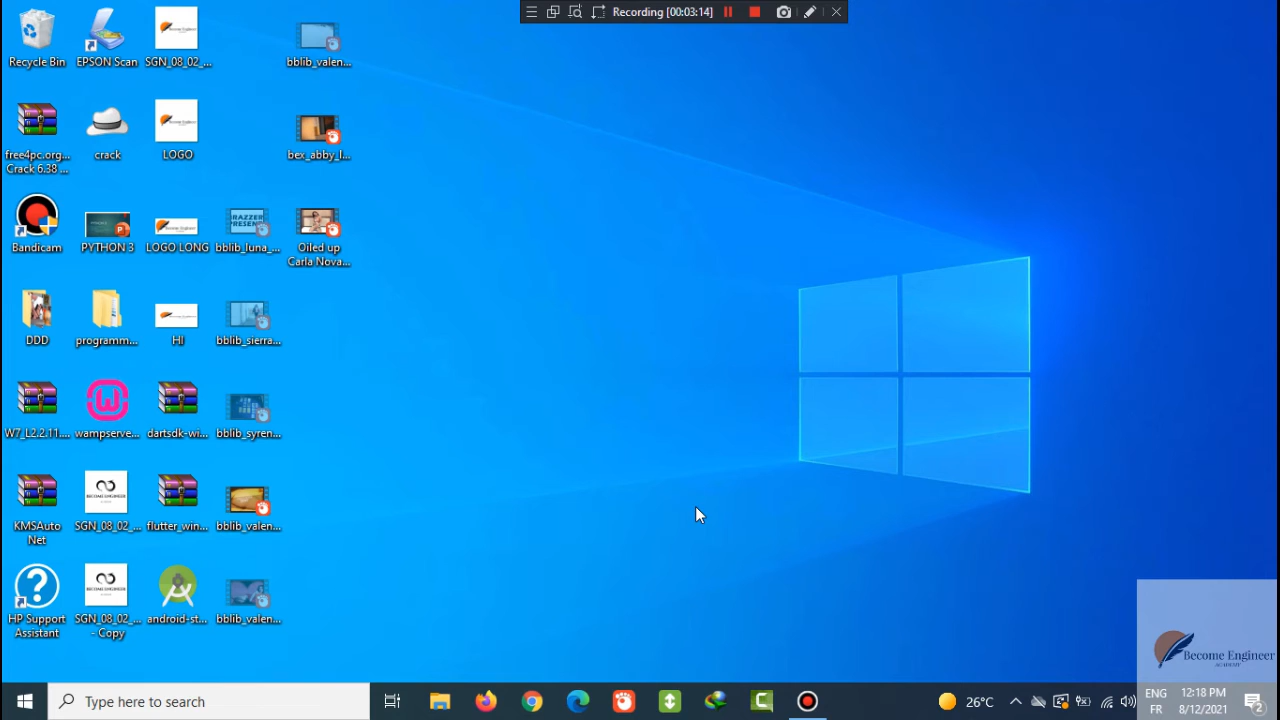 Recording [00:03:14]
Recycle Bin
EPSON Scan
SGN_08_02_...
bblib_valen...
free4pc.org...
Crack 6.38 ...
crack
LOGO
bex_abby_l...
Bandicam
PYTHON 3
LOGO LONG
bblib_luna_...
Oiled up
Carla Nova...
DDD
programm...
HI
bblib_sierra...
W7_L2.2.11....
wampserve...
dartsdk-wi...
bblib_syren...
KMSAuto
Net
SGN_08_02_...
flutter_win...
bblib_valen...
HP Support
Assistant
SGN_08_02_...
- Copy
android-st...
bblib_valen...
Become Engineer
ACADEMY
Type here to search
26°C
ENG
FR
12:18 PM
8/12/2021
2